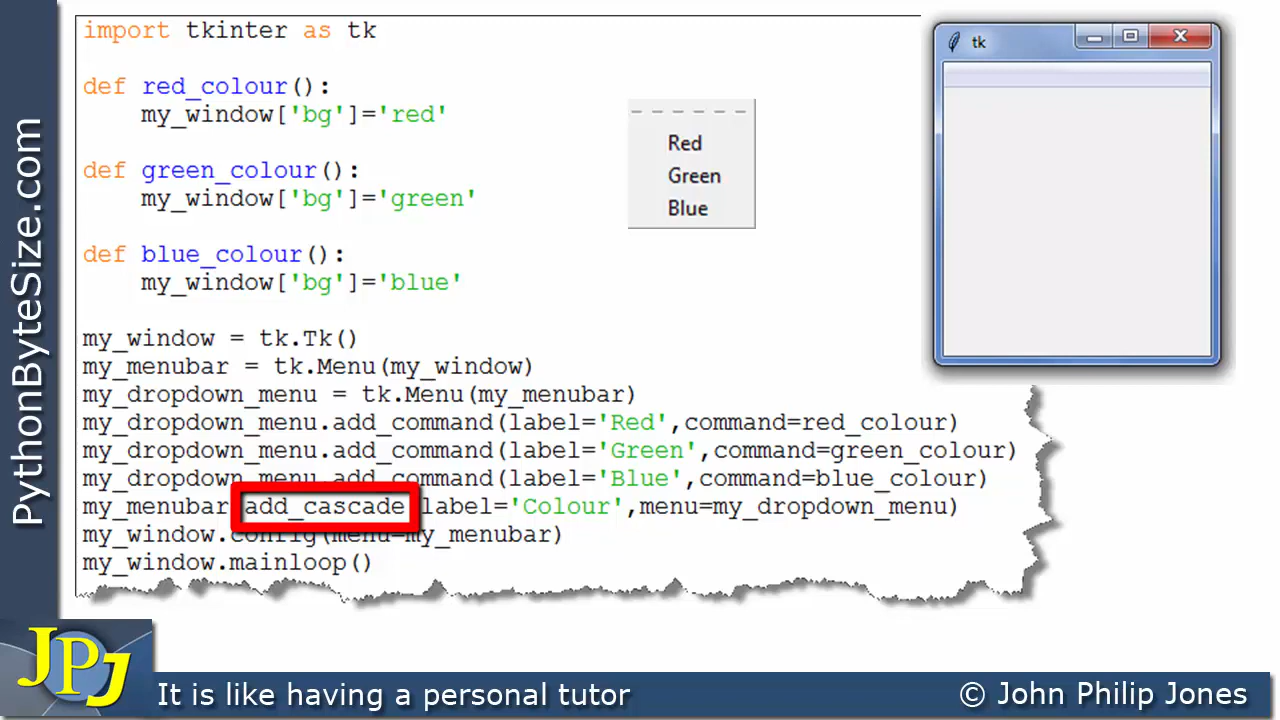 import tkinter as tk
def red_colour():
    my_window['bg']='red'
def green_colour():
    my_window['bg']='green'
def blue_colour():
    my_window['bg']='blue'
my_window = tk.Tk()
my_menubar = tk.Menu(my_window)
my_dropdown_menu = tk.Menu(my_menubar)
my_dropdown_menu.add_command(label='Red',command=red_colour)
my_dropdown_menu.add_command(label='Green',command=green_colour)
my_dropdown_menu.add_command(label='Blue',command=blue_colour)
my_menubar add_cascade label='Colour',menu=my_dropdown_menu)
my_window.config(menu=my_menubar)
my_window.mainloop()
Red
Green
Blue
tk
PythonByteSize.com
JPJ
It is like having a personal tutor
© John Philip Jones